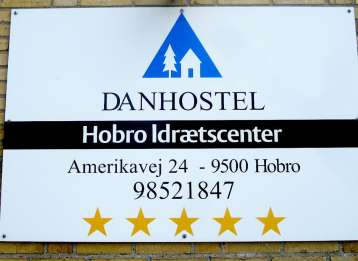 DANHOSTEL
Hobro Idrætscenter
Amerikavej 24 - 9500 Hobro
98521847